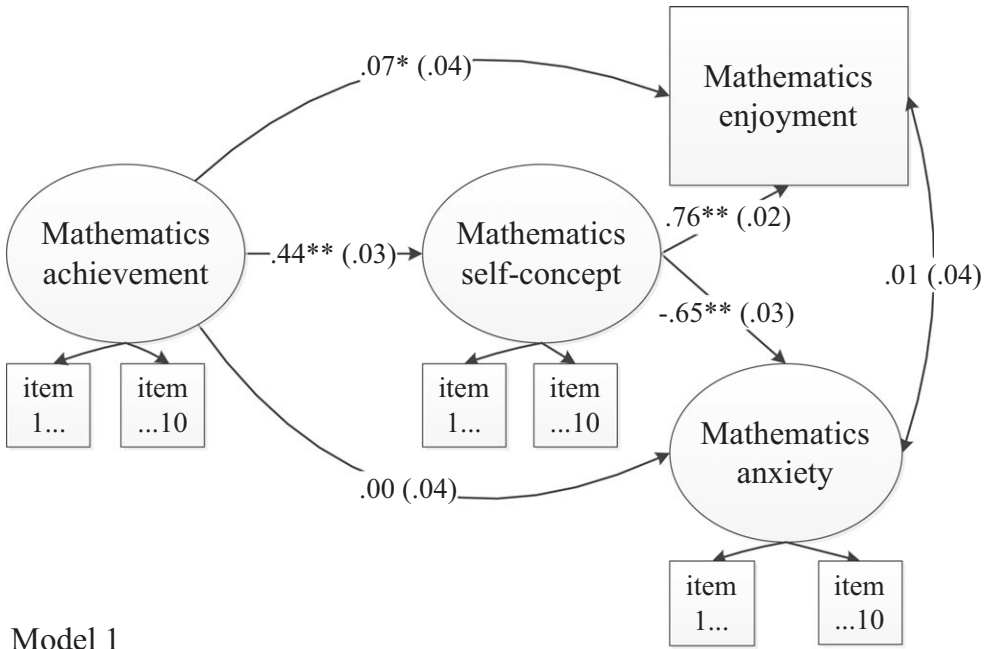 .07* (.04)
Mathematics
enjoyment
Mathematics
achievement
.44** (.03)
Mathematics
self-concept
.76** (.02)
-.65** (.03)
.01 (.04)
item
1...
item
...10
item
1...
item
...10
Mathematics
anxiety
.00 (.04)
item
1...
item
...10
Model 1